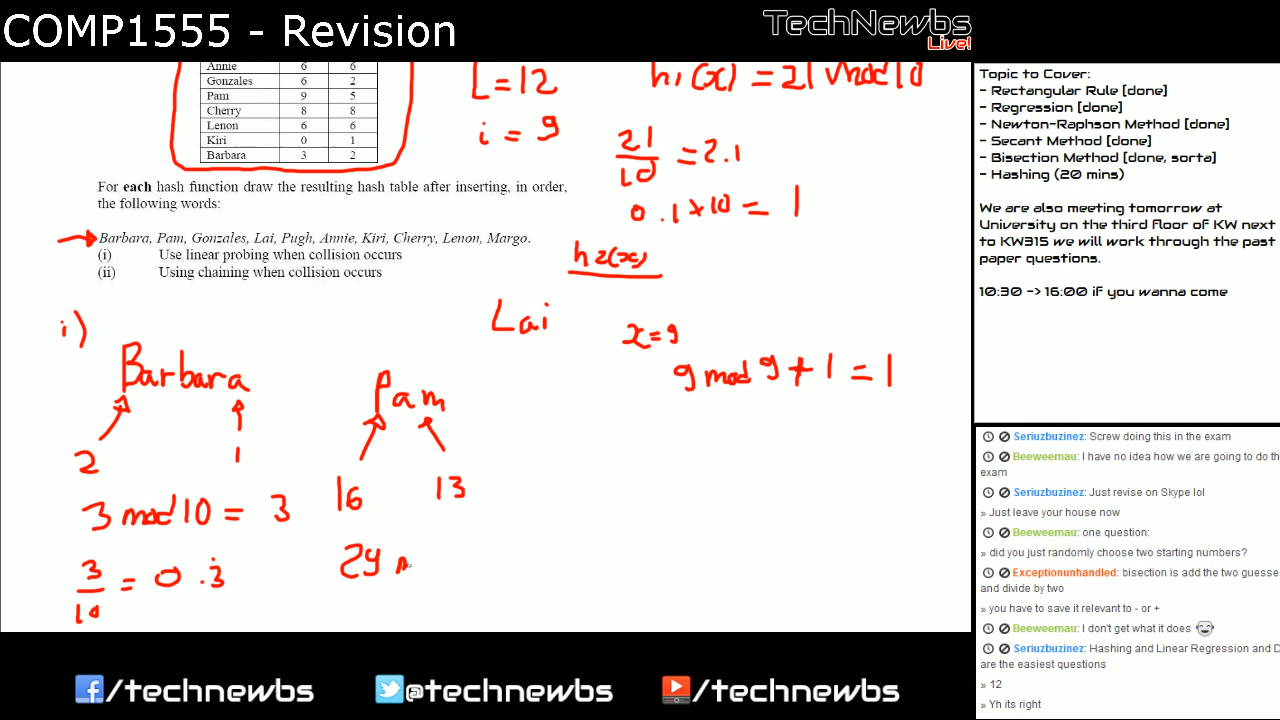 COMP1555 - Revision
TechNewbs
Live!
Annie 6 6
Gonzales 6 2
Pam 9 5
Cherry 8 8
Lenon 6 6
Kiri 0 1
Barbara 3 2
L = 12
i = 9
h1(x) = 21 mod 10
21
10
= 2.1
0.1 * 10 = 1
For each hash function draw the resulting hash table after inserting, in order,
the following words:
Barbara, Pam, Gonzales, Lai, Pugh, Annie, Kiri, Cherry, Lenon, Margo.
(i) Use linear probing when collision occurs
(ii) Using chaining when collision occurs
h2(x)
Lai
x = 9
9 mod 9 + 1 = 1
i)
Barbara
2 1
3 mod 10 = 3
3
10
= 0.3
Pam
16 13
29
Topic to Cover:
- Rectangular Rule [done]
- Regression [done]
- Newton-Raphson Method [done]
- Secant Method [done]
- Bisection Method [done, sorta]
- Hashing (20 mins)
We are also meeting tomorrow at
University on the third floor of KW next
to KW315 we will work through the past
paper questions.
10:30 -> 16:00 if you wanna come
Seriuzbuzinez: Screw doing this in the exam
Beeweemau: I have no idea how we are going to do th
exam
Seriuzbuzinez: Just revise on Skype lol
» Just leave your house now
Beeweemau: one question:
» did you just randomly choose two starting numbers?
Exceptionunhandled: bisection is add the two guesse
and divide by two
» you have to save it relevant to - or +
Beeweemau: I don't get what it does
Seriuzbuzinez: Hashing and Linear Regression and D
are the easiest questions
» 12
» Yh its right
/technewbs
@technewbs
/technewbs